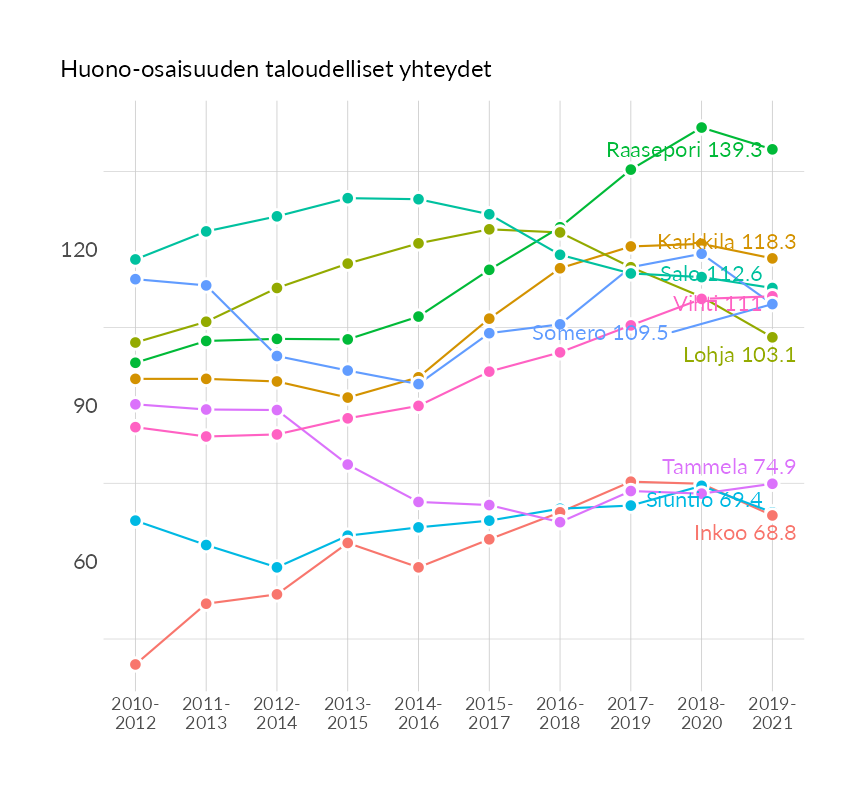 Huono-osaisuuden taloudelliset yhteydet
Raasepori 139.3
120
Karkkila 118.3
Salo 112.6
Vihti 111
Somero 109.5
Lohja 103.1
90
Tammela 74.9
Siuntio 69.4
Inkoo 68.8
60
2010-2012
2011-2013
2012-2014
2013-2015
2014-2016
2015-2017
2016-2018
2017-2019
2018-2020
2019-2021